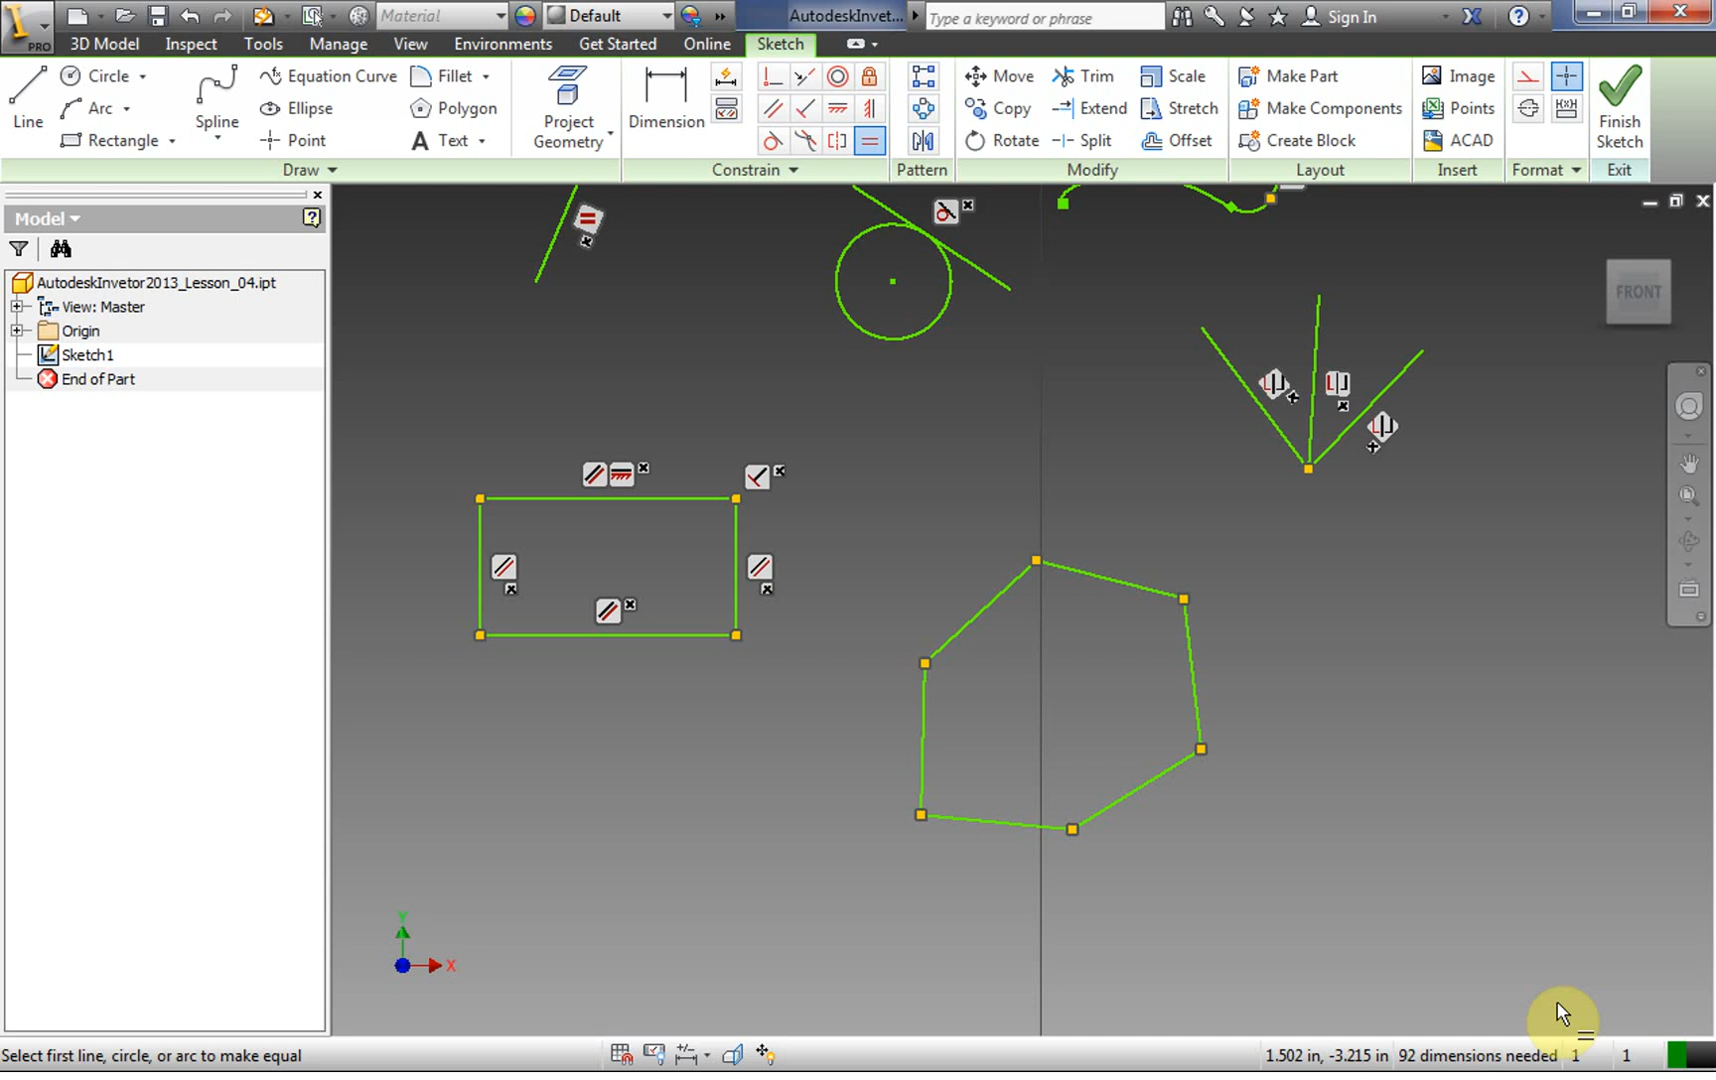 Material
Default
AutodeskInvet...
Type a keyword or phrase
Sign In
PRO
3D Model
Inspect
Tools
Manage
View
Environments
Get Started
Online
Sketch
Line
Circle
Arc
Rectangle
Spline
Equation Curve
Ellipse
Point
Fillet
Polygon
Text
Project
Geometry
Dimension
Move
Copy
Rotate
Trim
Extend
Split
Scale
Stretch
Offset
Make Part
Make Components
Create Block
Image
Points
ACAD
Finish
Sketch
Draw
Constrain
Pattern
Modify
Layout
Insert
Format
Exit
Model
AutodeskInvetor2013_Lesson_04.ipt
View: Master
Origin
Sketch1
End of Part
FRONT
Y
X
Select first line, circle, or arc to make equal
1.502 in, -3.215 in
92 dimensions needed
1
1